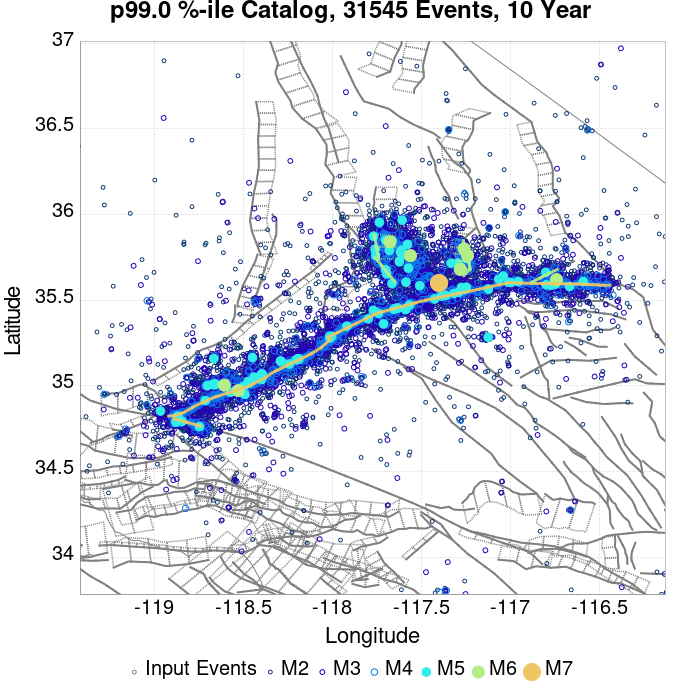 p99.0 %-ile Catalog, 31545 Events, 10 Year
37
36.5
36
35.5
35
34.5
34
Latitude
-119 -118.5 -118 -117.5 -117 -116.5
Longitude
Input Events M2 M3 M4 M5 M6 M7